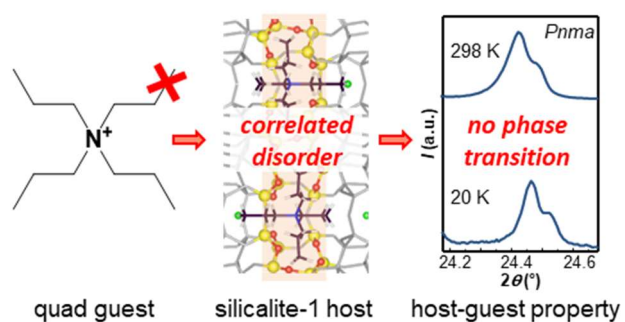 N⁺
quad guest
correlated
disorder
silicalite-1 host
Pnma
298 K
no phase
transition
20 K
I (a.u.)
24.2 24.4 24.6
2θ(°)
host-guest property